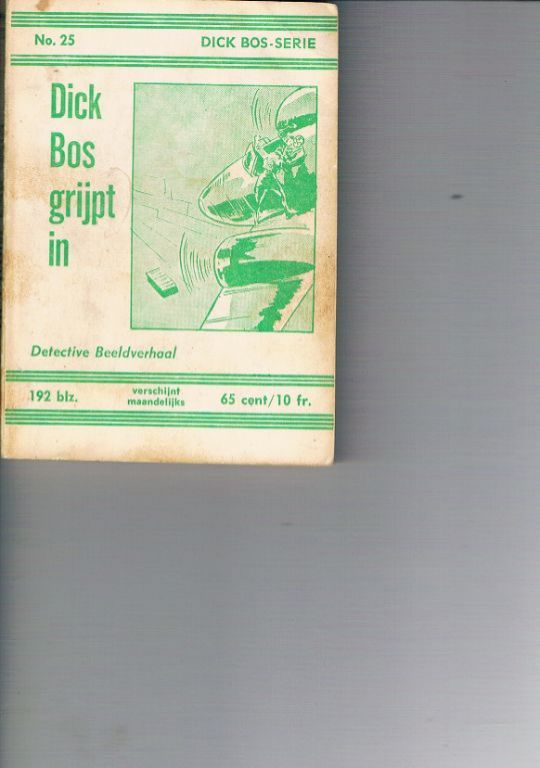 No. 25 DICK BOS-SERIE
Dick
Bos
grijpt
in
Detective Beeldverhaal
192 blz. verschijnt maandelijks 65 cent/10 fr.